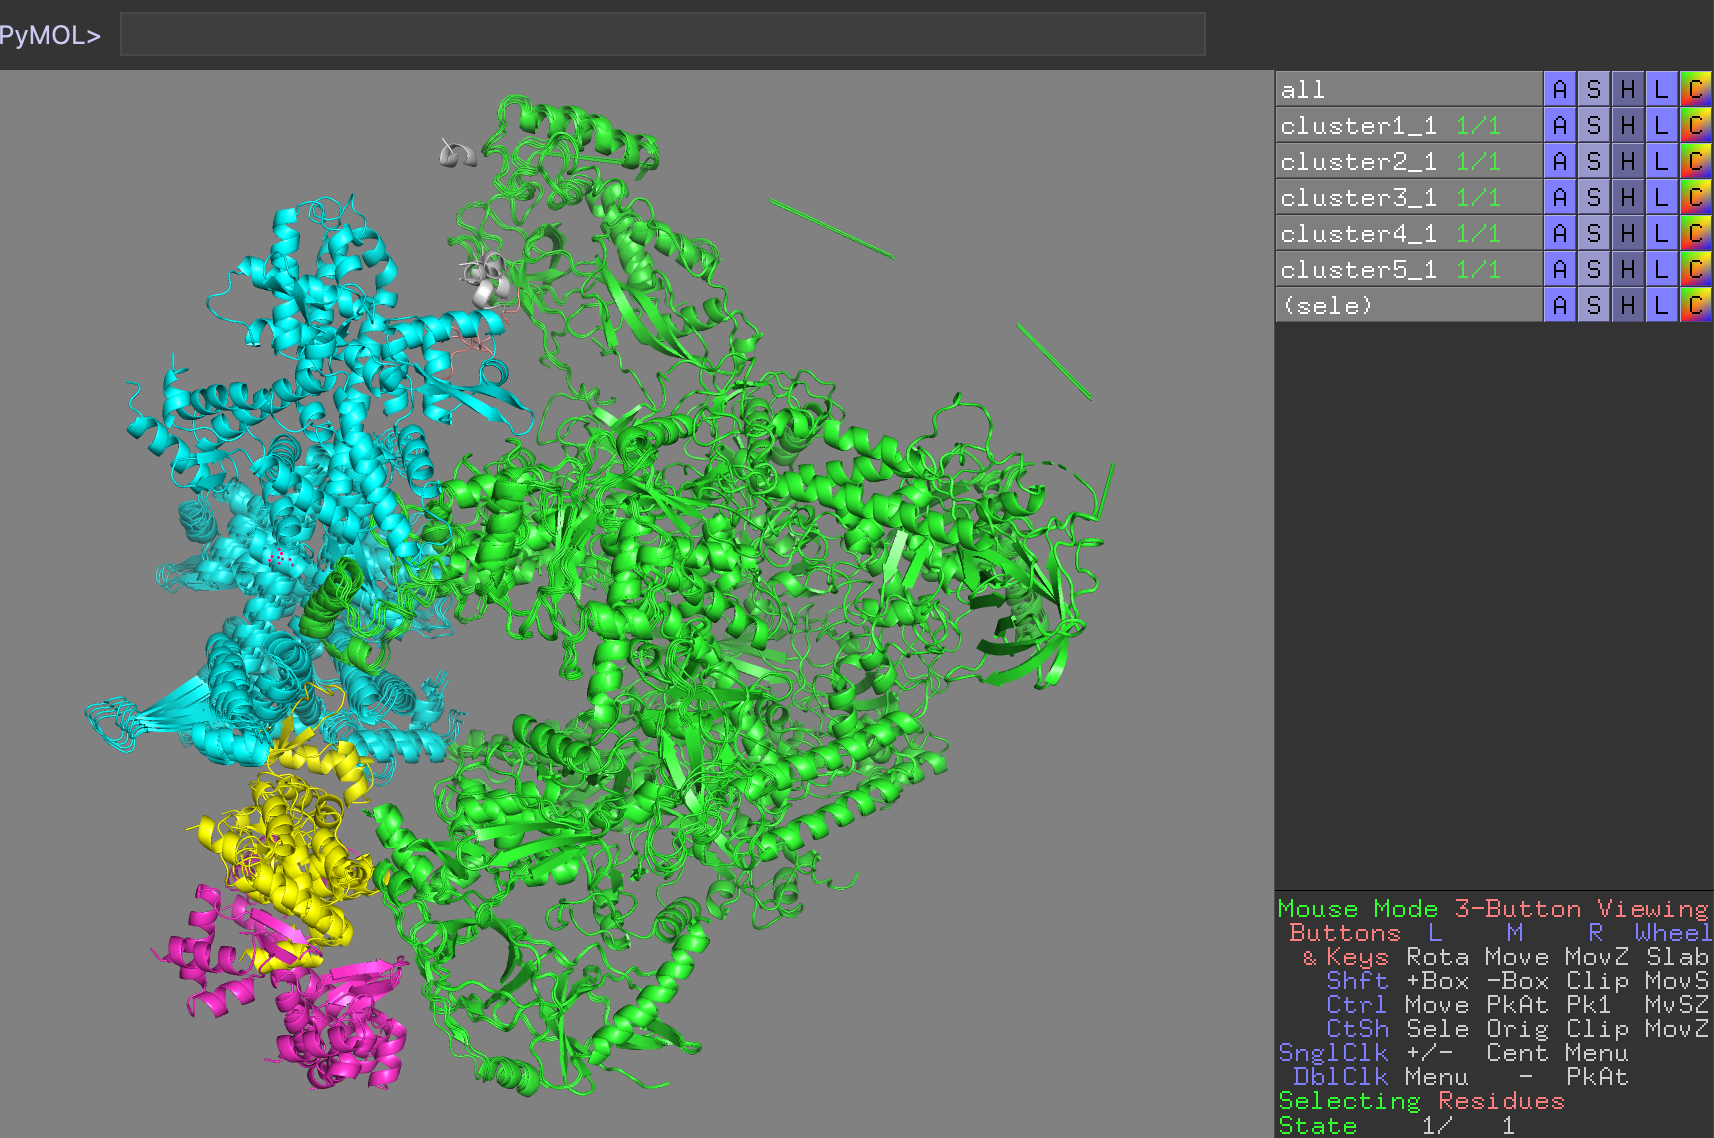 PyMOL>
all A S H L C
cluster1_1 1/1 A S H L C
cluster2_1 1/1 A S H L C
cluster3_1 1/1 A S H L C
cluster4_1 1/1 A S H L C
cluster5_1 1/1 A S H L C
(sele) A S H L C
Mouse Mode 3-Button Viewing
Buttons L M R Wheel
& Keys Rota Move MovZ Slab
Shft +Box -Box Clip MovS
Ctrl Move PkAt Pk1 MvSZ
CtSh Sele Orig Clip MovZ
SnglClk +/- Cent Menu
DblClk Menu - PkAt
Selecting Residues
State 1/ 1